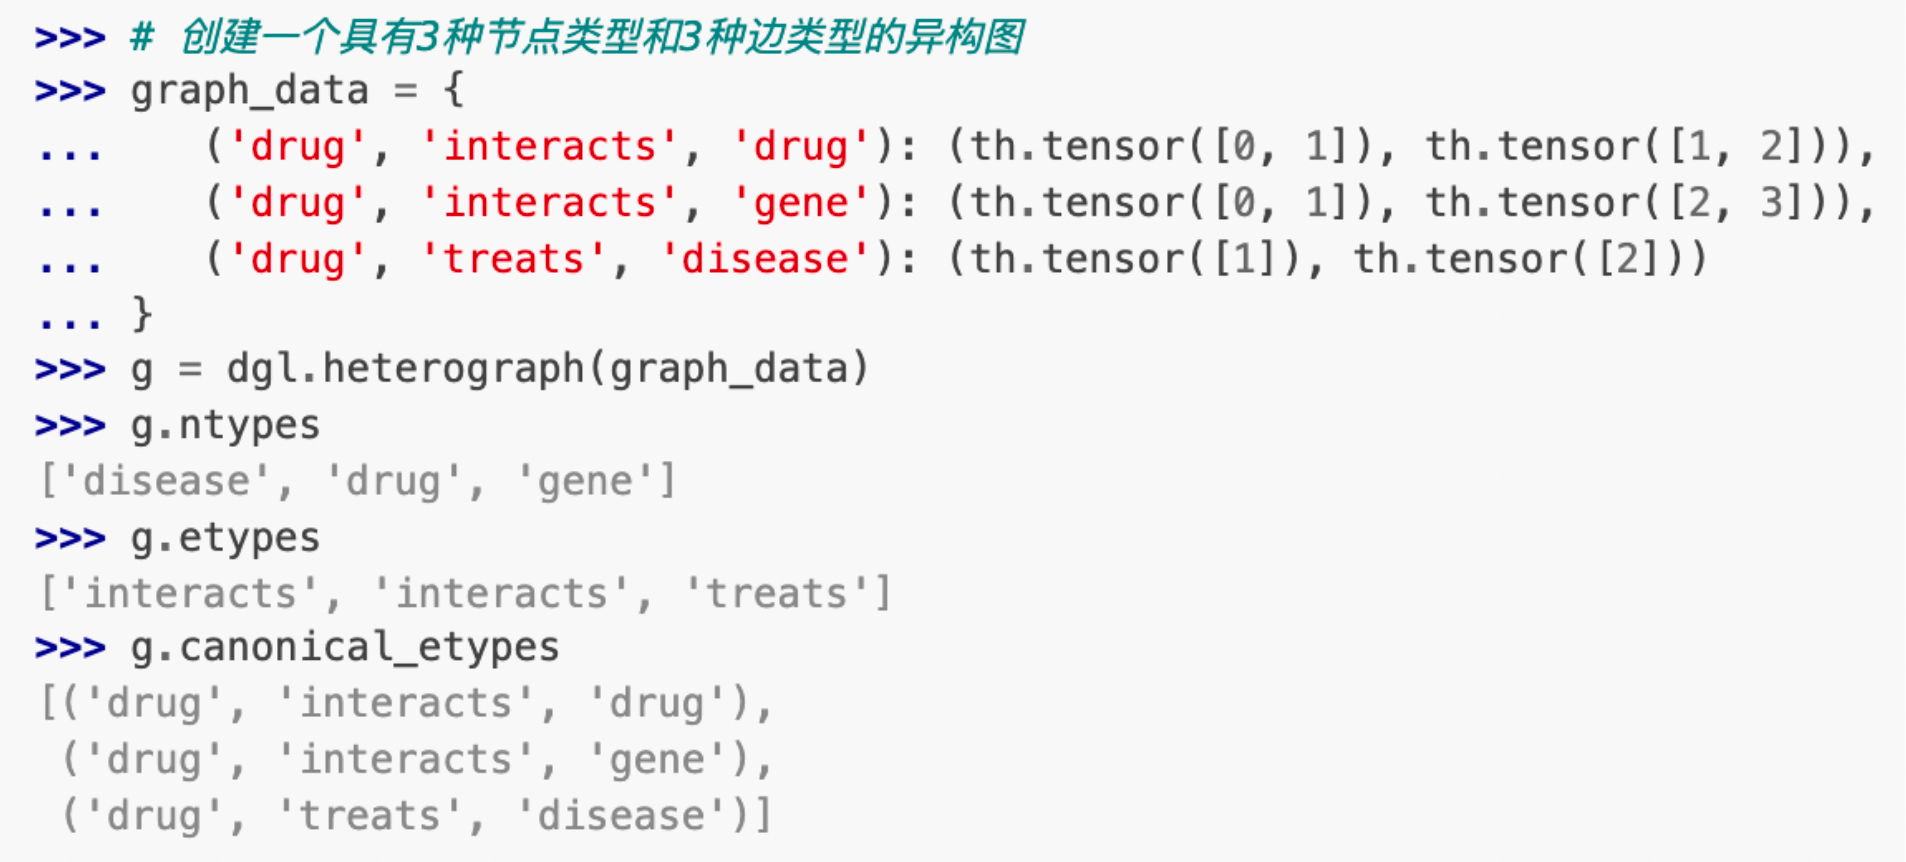 >>> # 创建一个具有3种节点类型和3种边类型的异构图
>>> graph_data = {
...    ('drug', 'interacts', 'drug'): (th.tensor([0, 1]), th.tensor([1, 2])),
...    ('drug', 'interacts', 'gene'): (th.tensor([0, 1]), th.tensor([2, 3])),
...    ('drug', 'treats', 'disease'): (th.tensor([1]), th.tensor([2]))
... }
>>> g = dgl.heterograph(graph_data)
>>> g.ntypes
['disease', 'drug', 'gene']
>>> g.etypes
['interacts', 'interacts', 'treats']
>>> g.canonical_etypes
[('drug', 'interacts', 'drug'),
 ('drug', 'interacts', 'gene'),
 ('drug', 'treats', 'disease')]